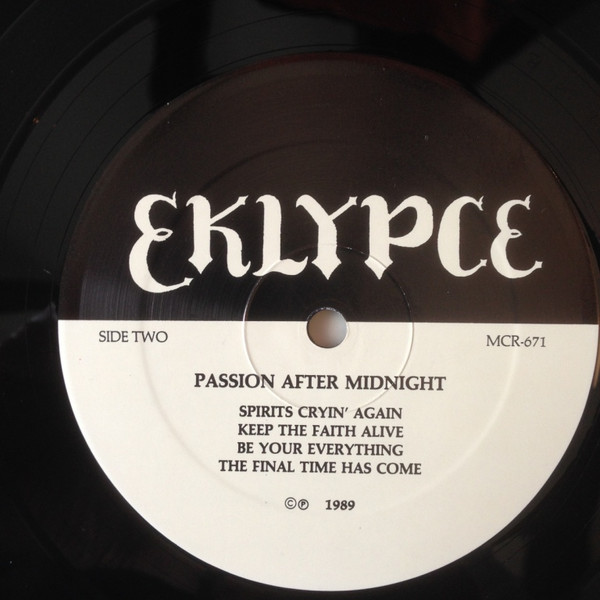 EKLYPCE
SIDE TWO
MCR-671
PASSION AFTER MIDNIGHT
SPIRITS CRYIN' AGAIN
KEEP THE FAITH ALIVE
BE YOUR EVERYTHING
THE FINAL TIME HAS COME
©℗ 1989